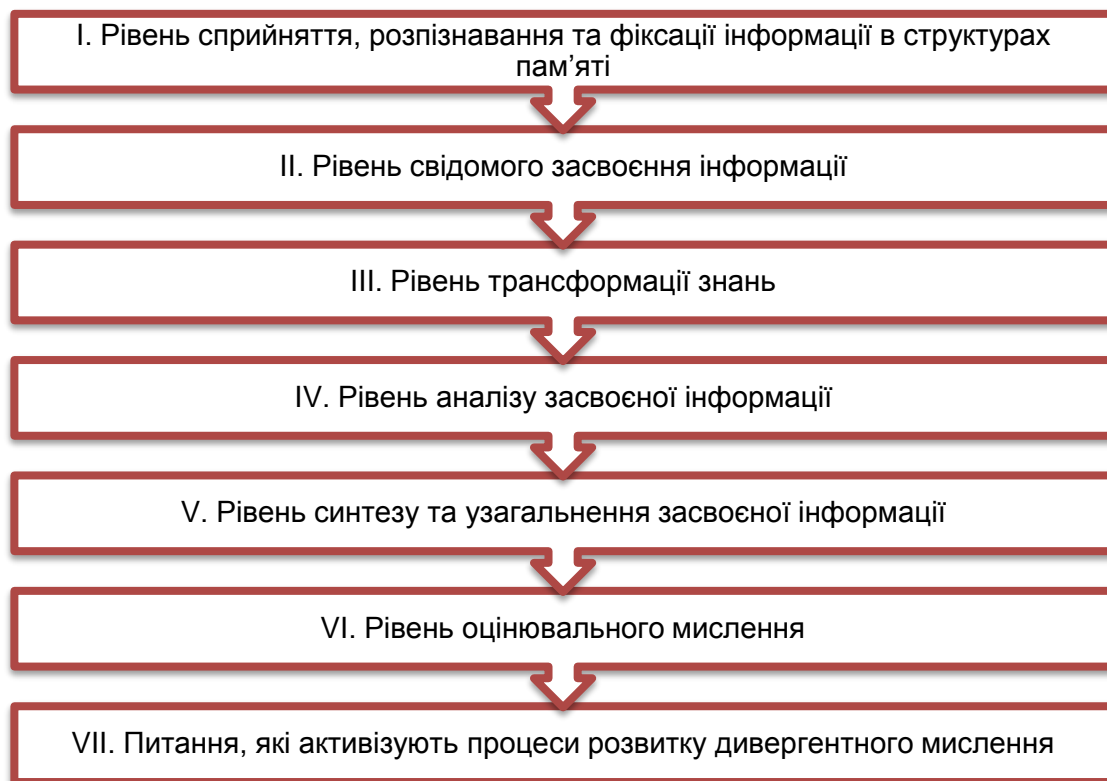 І. Рівень сприйняття, розпізнавання та фіксації інформації в структурах
пам’яті
ІІ. Рівень свідомого засвоєння інформації
ІІІ. Рівень трансформації знань
IV. Рівень аналізу засвоєної інформації
V. Рівень синтезу та узагальнення засвоєної інформації
VI. Рівень оцінювального мислення
VII. Питання, які активізують процеси розвитку дивергентного мислення